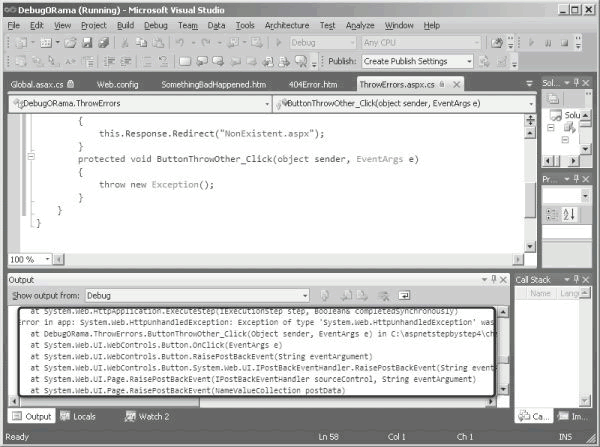 DebugORama (Running) - Microsoft Visual Studio
File Edit View Project Build Debug Team Data Tools Architecture Test Analyze Window Help
Debug Any CPU
Publish: Create Publish Settings
Global.asax.cs Web.config SomethingBadHappened.htm 404Error.htm ThrowErrors.aspx.cs
DebugORama.ThrowErrors ButtonThrowOther_Click(object sender, EventArgs e)
{
this.Response.Redirect("NonExistent.aspx");
}
protected void ButtonThrowOther_Click(object sender, EventArgs e)
{
throw new Exception();
}
}
}
100 %
Sol...
Solu
Pr...
Output
Show output from: Debug
at System.Web.HttpApplication.ExecuteStep(IExecutionStep step, Boolean& completedSynchronously)
Error in app: System.Web.HttpUnhandledException: Exception of type 'System.Web.HttpUnhandledException' was
at DebugORama.ThrowErrors.ButtonThrowOther_Click(Object sender, EventArgs e) in C:\aspnetstepbystep4\ch
at System.Web.UI.WebControls.Button.OnClick(EventArgs e)
at System.Web.UI.WebControls.Button.RaisePostBackEvent(String eventArgument)
at System.Web.UI.WebControls.Button.System.Web.UI.IPostBackEventHandler.RaisePostBackEvent(String event
at System.Web.UI.Page.RaisePostBackEvent(IPostBackEventHandler sourceControl, String eventArgument)
at System.Web.UI.Page.RaisePostBackEvent(NameValueCollection postData)
Call Stack
Name Lang
Output Locals Watch 2
Ca... Im...
Ready Ln 58 Col 1 Ch 1 INS